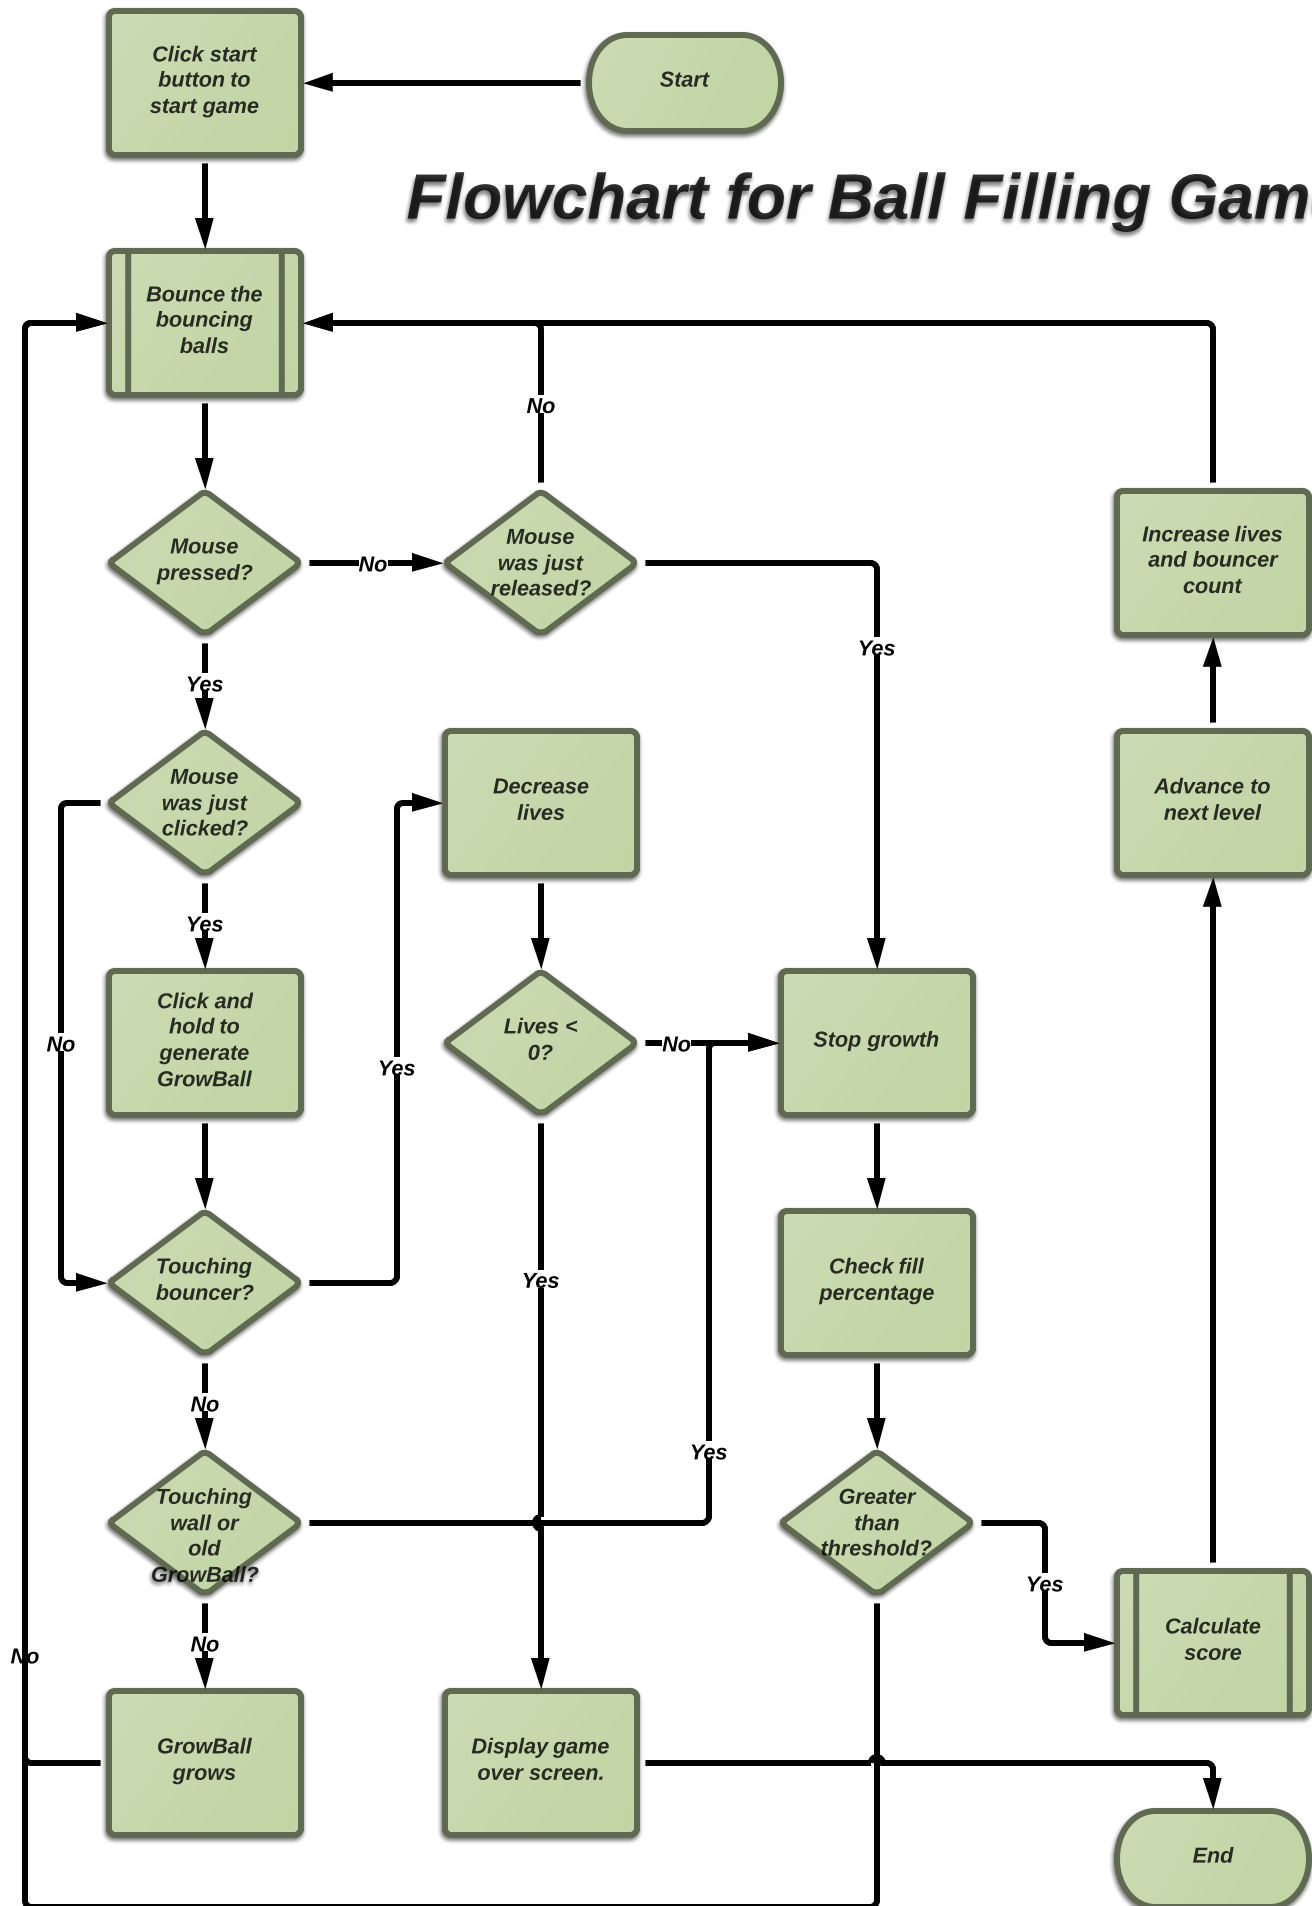 Click start
button to
start game
Start
Flowchart for Ball Filling Gam
Bounce the
bouncing
balls
No
Mouse
pressed?
No
Mouse
was just
released?
Increase lives
and bouncer
count
Yes
Yes
Mouse
was just
clicked?
Decrease
lives
Advance to
next level
Yes
Click and
hold to
generate
GrowBall
No
Yes
Lives <
0?
No
Stop growth
Touching
bouncer?
Yes
Check fill
percentage
No
Yes
Touching
wall or
old
GrowBall?
Greater
than
threshold?
Yes
No
No
Calculate
score
GrowBall
grows
Display game
over screen.
End